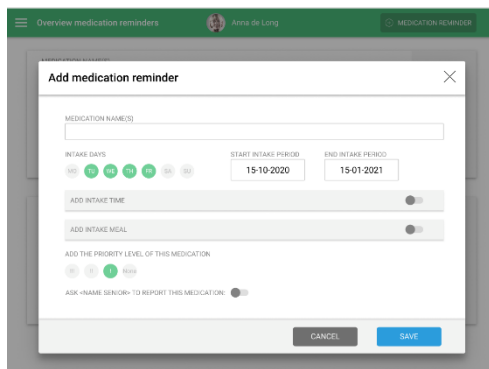 Overview medication reminders
Anna de Long
MEDICATION REMINDER
MEDICATION NAME(S)
Add medication reminder
MEDICATION NAME(S)
INTAKE DAYS
START INTAKE PERIOD
END INTAKE PERIOD
MO TU WE TH FR SA SU
15-10-2020
15-01-2021
ADD INTAKE TIME
ADD INTAKE MEAL
ADD THE PRIORITY LEVEL OF THIS MEDICATION
III II I None
ASK <NAME SENIOR> TO REPORT THIS MEDICATION:
CANCEL
SAVE